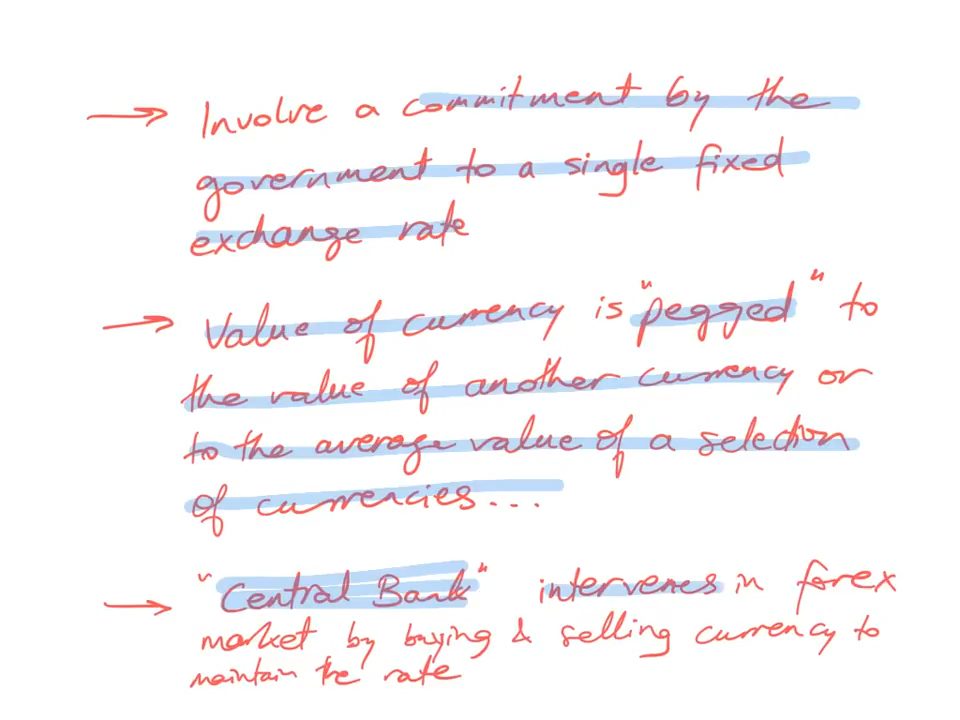 → Involve a commitment by the
government to a single fixed
exchange rate
→ Value of currency is "pegged" to
the value of another currency or
to the average value of a selection
of currencies...
→ "Central Bank" intervenes in forex
market by buying & selling currency to
maintain the rate